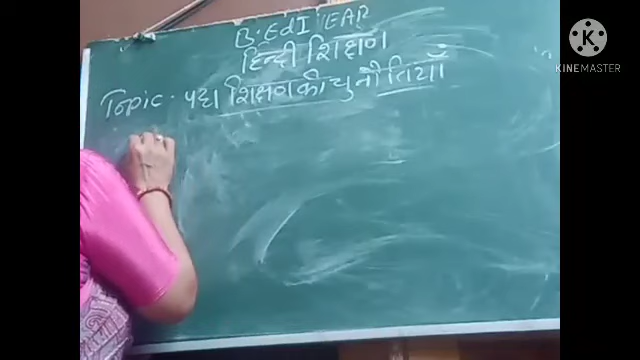 B.Ed I YEAR
हिन्दी शिक्षण
Topic - पद्य शिक्षण की चुनौतियाँ
KINEMASTER